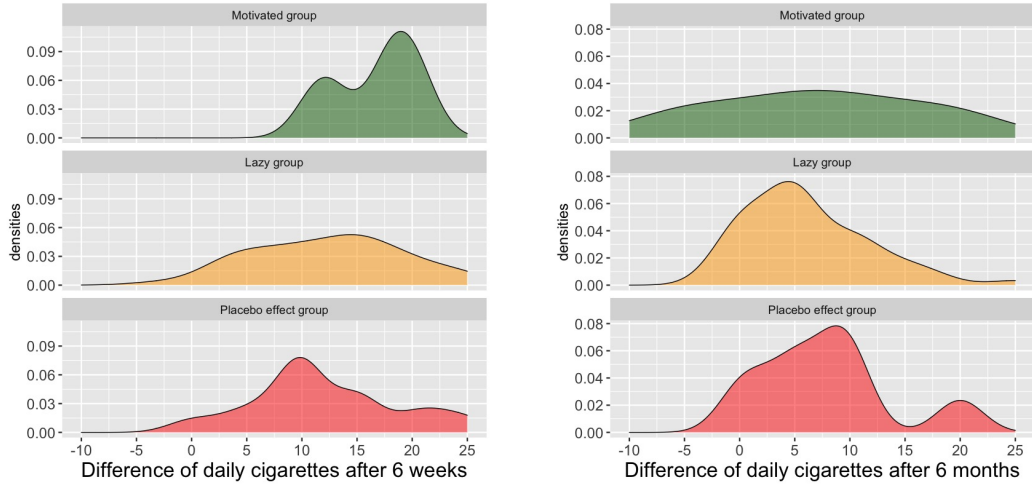 Motivated group
0.09
0.06
0.03
0.00
Lazy group
0.09
0.06
0.03
0.00
densities
Placebo effect group
0.09
0.06
0.03
0.00
-10 -5 0 5 10 15 20 25
Difference of daily cigarettes after 6 weeks
Motivated group
0.08
0.06
0.04
0.02
0.00
Lazy group
0.08
0.06
0.04
0.02
0.00
densities
Placebo effect group
0.08
0.06
0.04
0.02
0.00
-10 -5 0 5 10 15 20 25
Difference of daily cigarettes after 6 months